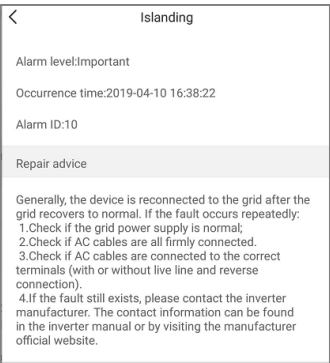 Islanding
Alarm level:Important
Occurrence time:2019-04-10 16:38:22
Alarm ID:10
Repair advice
Generally, the device is reconnected to the grid after the
grid recovers to normal. If the fault occurs repeatedly:
1.Check if the grid power supply is normal;
2.Check if AC cables are all firmly connected.
3.Check if AC cables are connected to the correct
terminals (with or without live line and reverse
connection).
4.If the fault still exists, please contact the inverter
manufacturer. The contact information can be found
in the inverter manual or by visiting the manufacturer
official website.